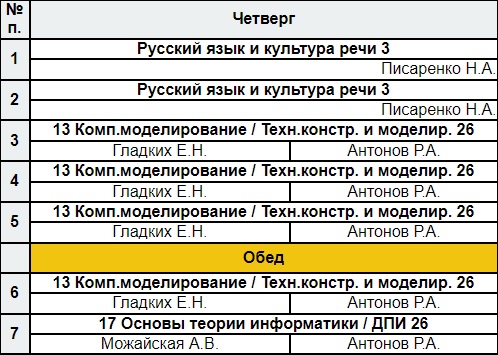 № п.
Четверг
1
Русский язык и культура речи 3
Писаренко Н.А.
2
Русский язык и культура речи 3
Писаренко Н.А.
3
13 Комп.моделирование / Техн.констр. и моделир. 26
Гладких Е.Н. Антонов Р.А.
4
13 Комп.моделирование / Техн.констр. и моделир. 26
Гладких Е.Н. Антонов Р.А.
5
13 Комп.моделирование / Техн.констр. и моделир. 26
Гладких Е.Н. Антонов Р.А.
Обед
6
13 Комп.моделирование / Техн.констр. и моделир. 26
Гладких Е.Н. Антонов Р.А.
7
17 Основы теории информатики / ДПИ 26
Можайская А.В. Антонов Р.А.